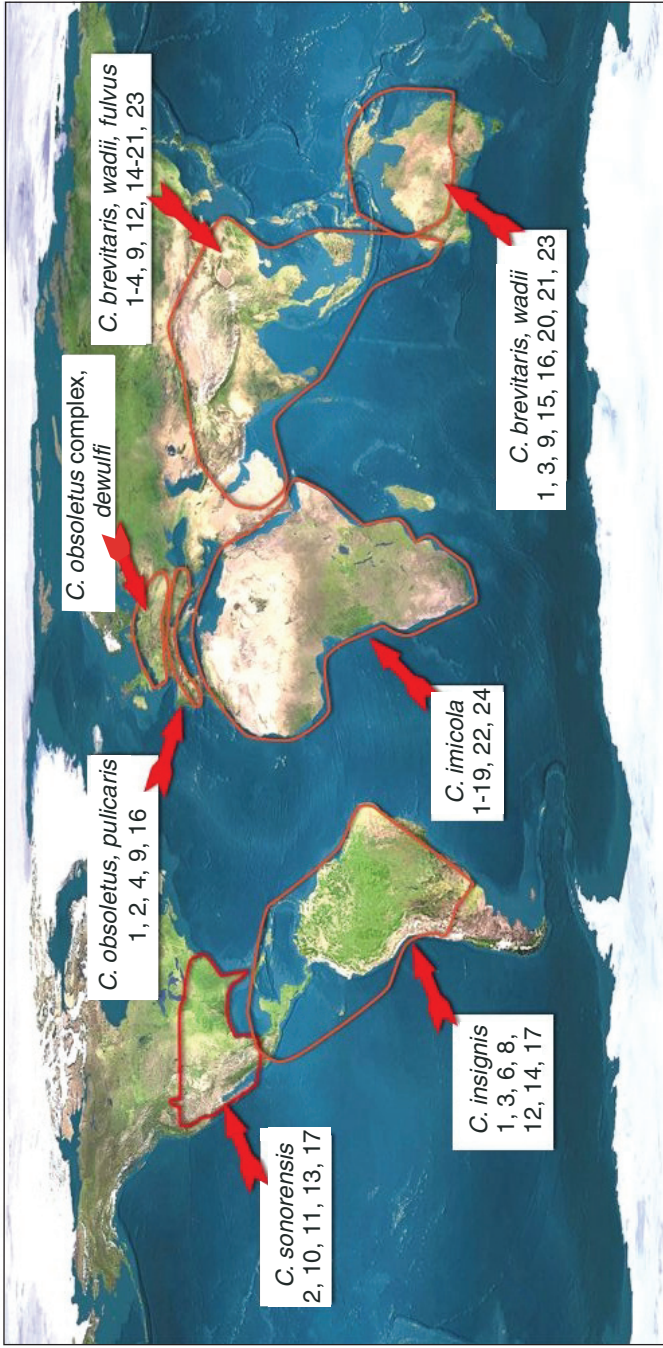 C. sonorensis
2, 10, 11, 13, 17
C. obsoletus, pulicaris
1, 2, 4, 9, 16
C. obsoletus complex,
dewulfi
C. brevitaris, wadii, fulvus
1-4, 9, 12, 14-21, 23
C. insignis
1, 3, 6, 8,
12, 14, 17
C. imicola
1-19, 22, 24
C. brevitaris, wadii
1, 3, 9, 15, 16, 20, 21, 23